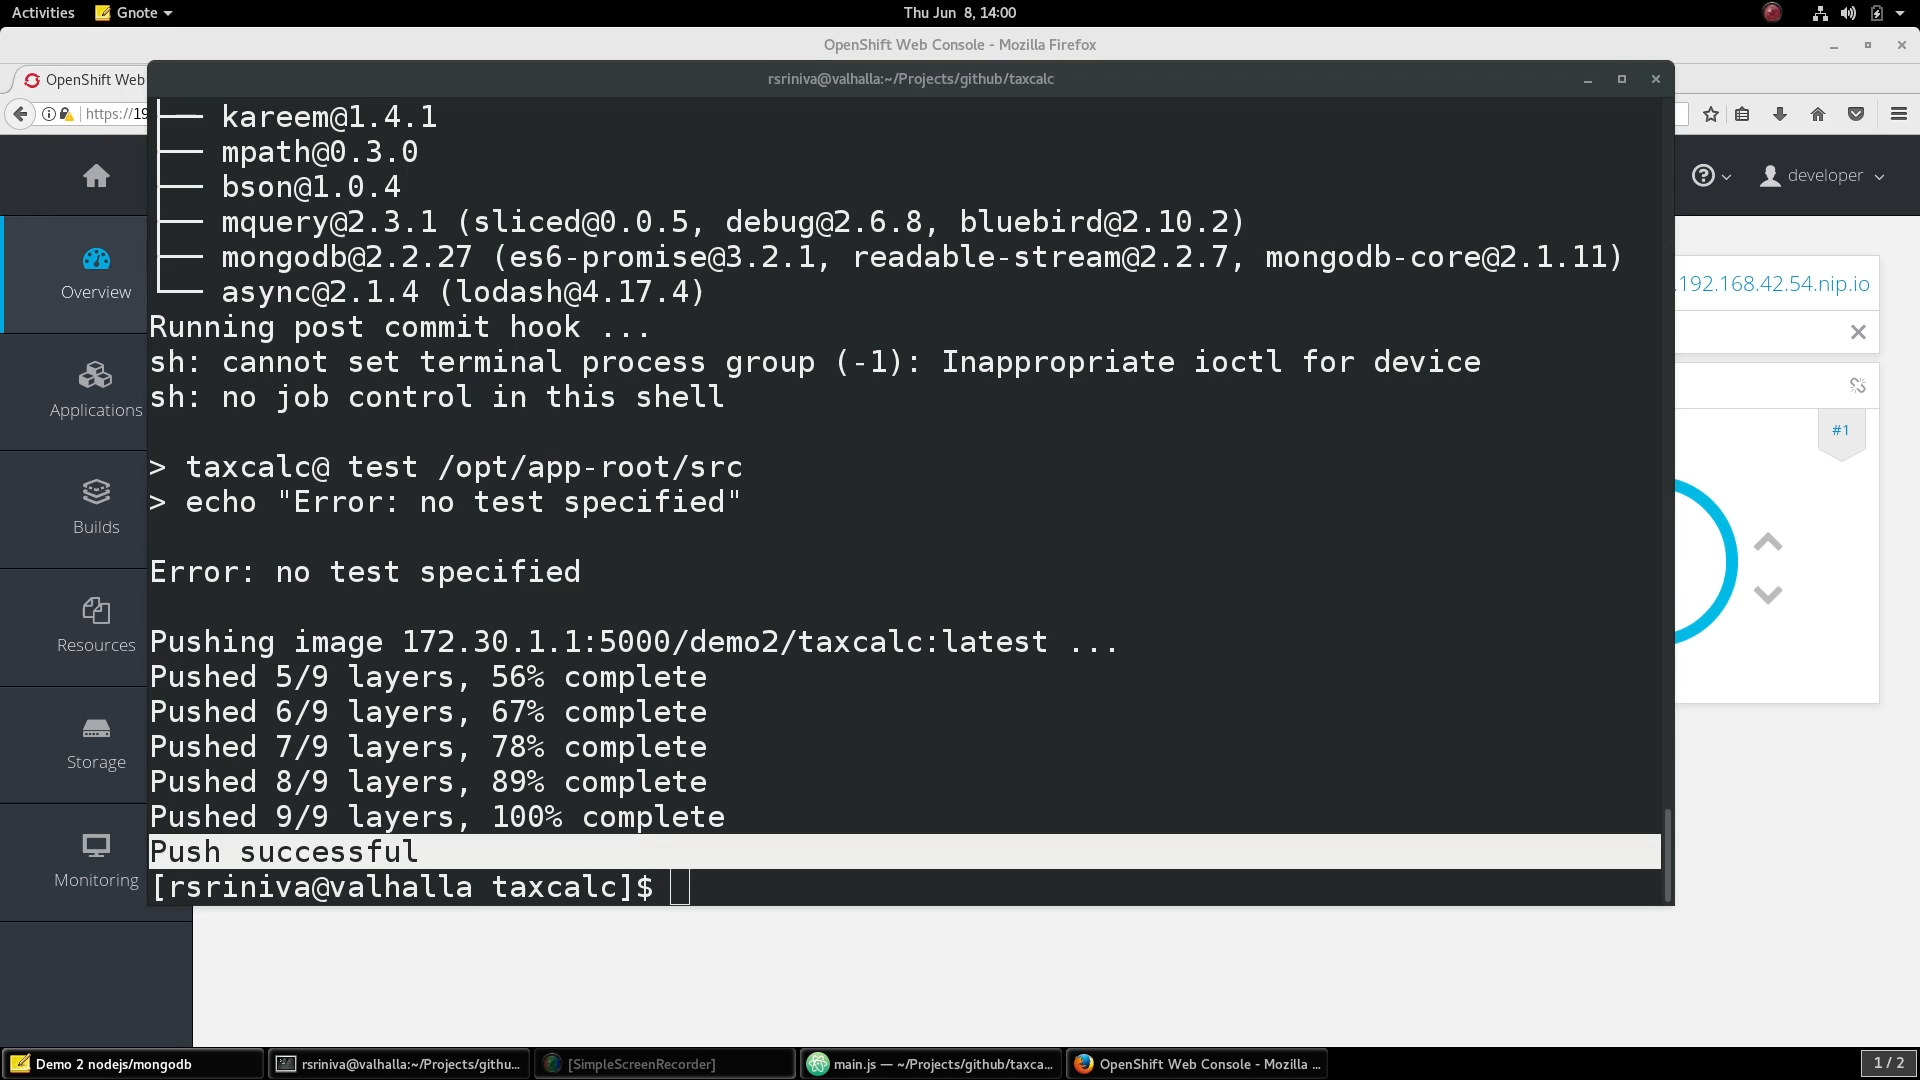 Activities
Gnote
Thu Jun 8, 14:00
OpenShift Web Console - Mozilla Firefox
OpenShift Web
rsriniva@valhalla:~/Projects/github/taxcalc
https://19
kareem@1.4.1
mpath@0.3.0
bson@1.0.4
mquery@2.3.1 (sliced@0.0.5, debug@2.6.8, bluebird@2.10.2)
mongodb@2.2.27 (es6-promise@3.2.1, readable-stream@2.2.7, mongodb-core@2.1.11)
async@2.1.4 (lodash@4.17.4)
Running post commit hook ...
sh: cannot set terminal process group (-1): Inappropriate ioctl for device
sh: no job control in this shell
> taxcalc@ test /opt/app-root/src
> echo "Error: no test specified"
Error: no test specified
Pushing image 172.30.1.1:5000/demo2/taxcalc:latest ...
Pushed 5/9 layers, 56% complete
Pushed 6/9 layers, 67% complete
Pushed 7/9 layers, 78% complete
Pushed 8/9 layers, 89% complete
Pushed 9/9 layers, 100% complete
Push successful
[rsriniva@valhalla taxcalc]$
Overview
Applications
Builds
Resources
Storage
Monitoring
developer
.192.168.42.54.nip.io
#1
Demo 2 nodejs/mongodb
rsriniva@valhalla:~/Projects/githu...
[SimpleScreenRecorder]
main.js — ~/Projects/github/taxca...
OpenShift Web Console - Mozilla ...
1 / 2